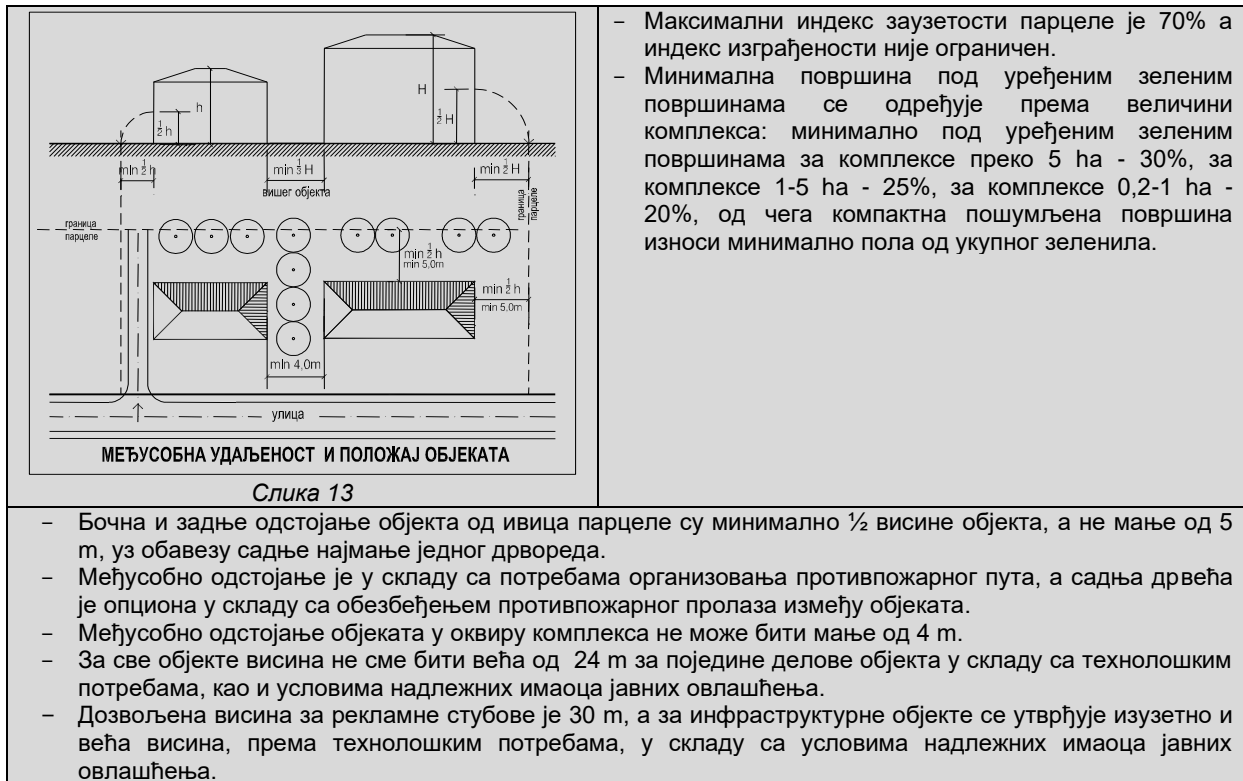 h
½ h
H
½ H
min ½ h
min ⅓ H
вишег објекта
min ½ H
граница
парцеле
граница
парцеле
min ½ h
min 5.0m
min ½ h
min 5.0m
min 4,0m
улица
МЕЂУСОБНА УДАЉЕНОСТ И ПОЛОЖАЈ ОБЈЕКАТА
Слика 13
− Максимални индекс заузетости парцеле је 70% а
индекс изграђености није ограничен.
− Минимална површина под уређеним зеленим
површинама се одређује према величини
комплекса: минимално под уређеним зеленим
површинама за комплексе преко 5 ha - 30%, за
комплексе 1-5 ha - 25%, за комплексе 0,2-1 ha -
20%, од чега компактна пошумљена површина
износи минимално пола од укупног зеленила.
− Бочна и задње одстојање објекта од ивица парцеле су минимално ½ висине објекта, а не мање од 5
m, уз обавезу садње најмање једног дрвореда.
− Међусобно одстојање је у складу са потребама организовања противпожарног пута, а садња дрвећа
је опциона у складу са обезбеђењем противпожарног пролаза између објеката.
− Међусобно одстојање објеката у оквиру комплекса не може бити мање од 4 m.
− За све објекте висина не сме бити већа од 24 m за поједине делове објекта у складу са технолошким
потребама, као и условима надлежних имаоца јавних овлашћења.
− Дозвољена висина за рекламне стубове је 30 m, а за инфраструктурне објекте се утврђује изузетно и
већа висина, према технолошким потребама, у складу са условима надлежних имаоца јавних
овлашћења.